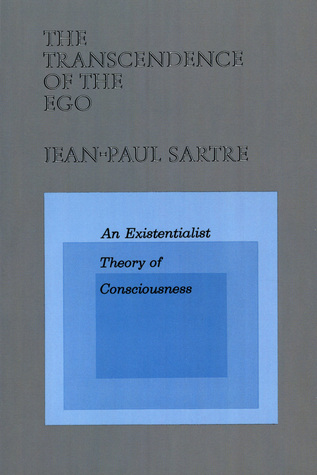 THE
TRANSCENDENCE
OF THE
EGO
JEAN-PAUL SARTRE
An Existentialist
Theory of
Consciousness